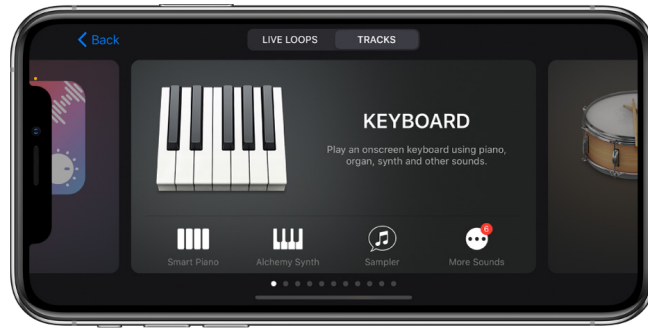 Back
LIVE LOOPS
TRACKS
KEYBOARD
Play an onscreen keyboard using piano,
organ, synth and other sounds.
6
Smart Piano
Alchemy Synth
Sampler
More Sounds